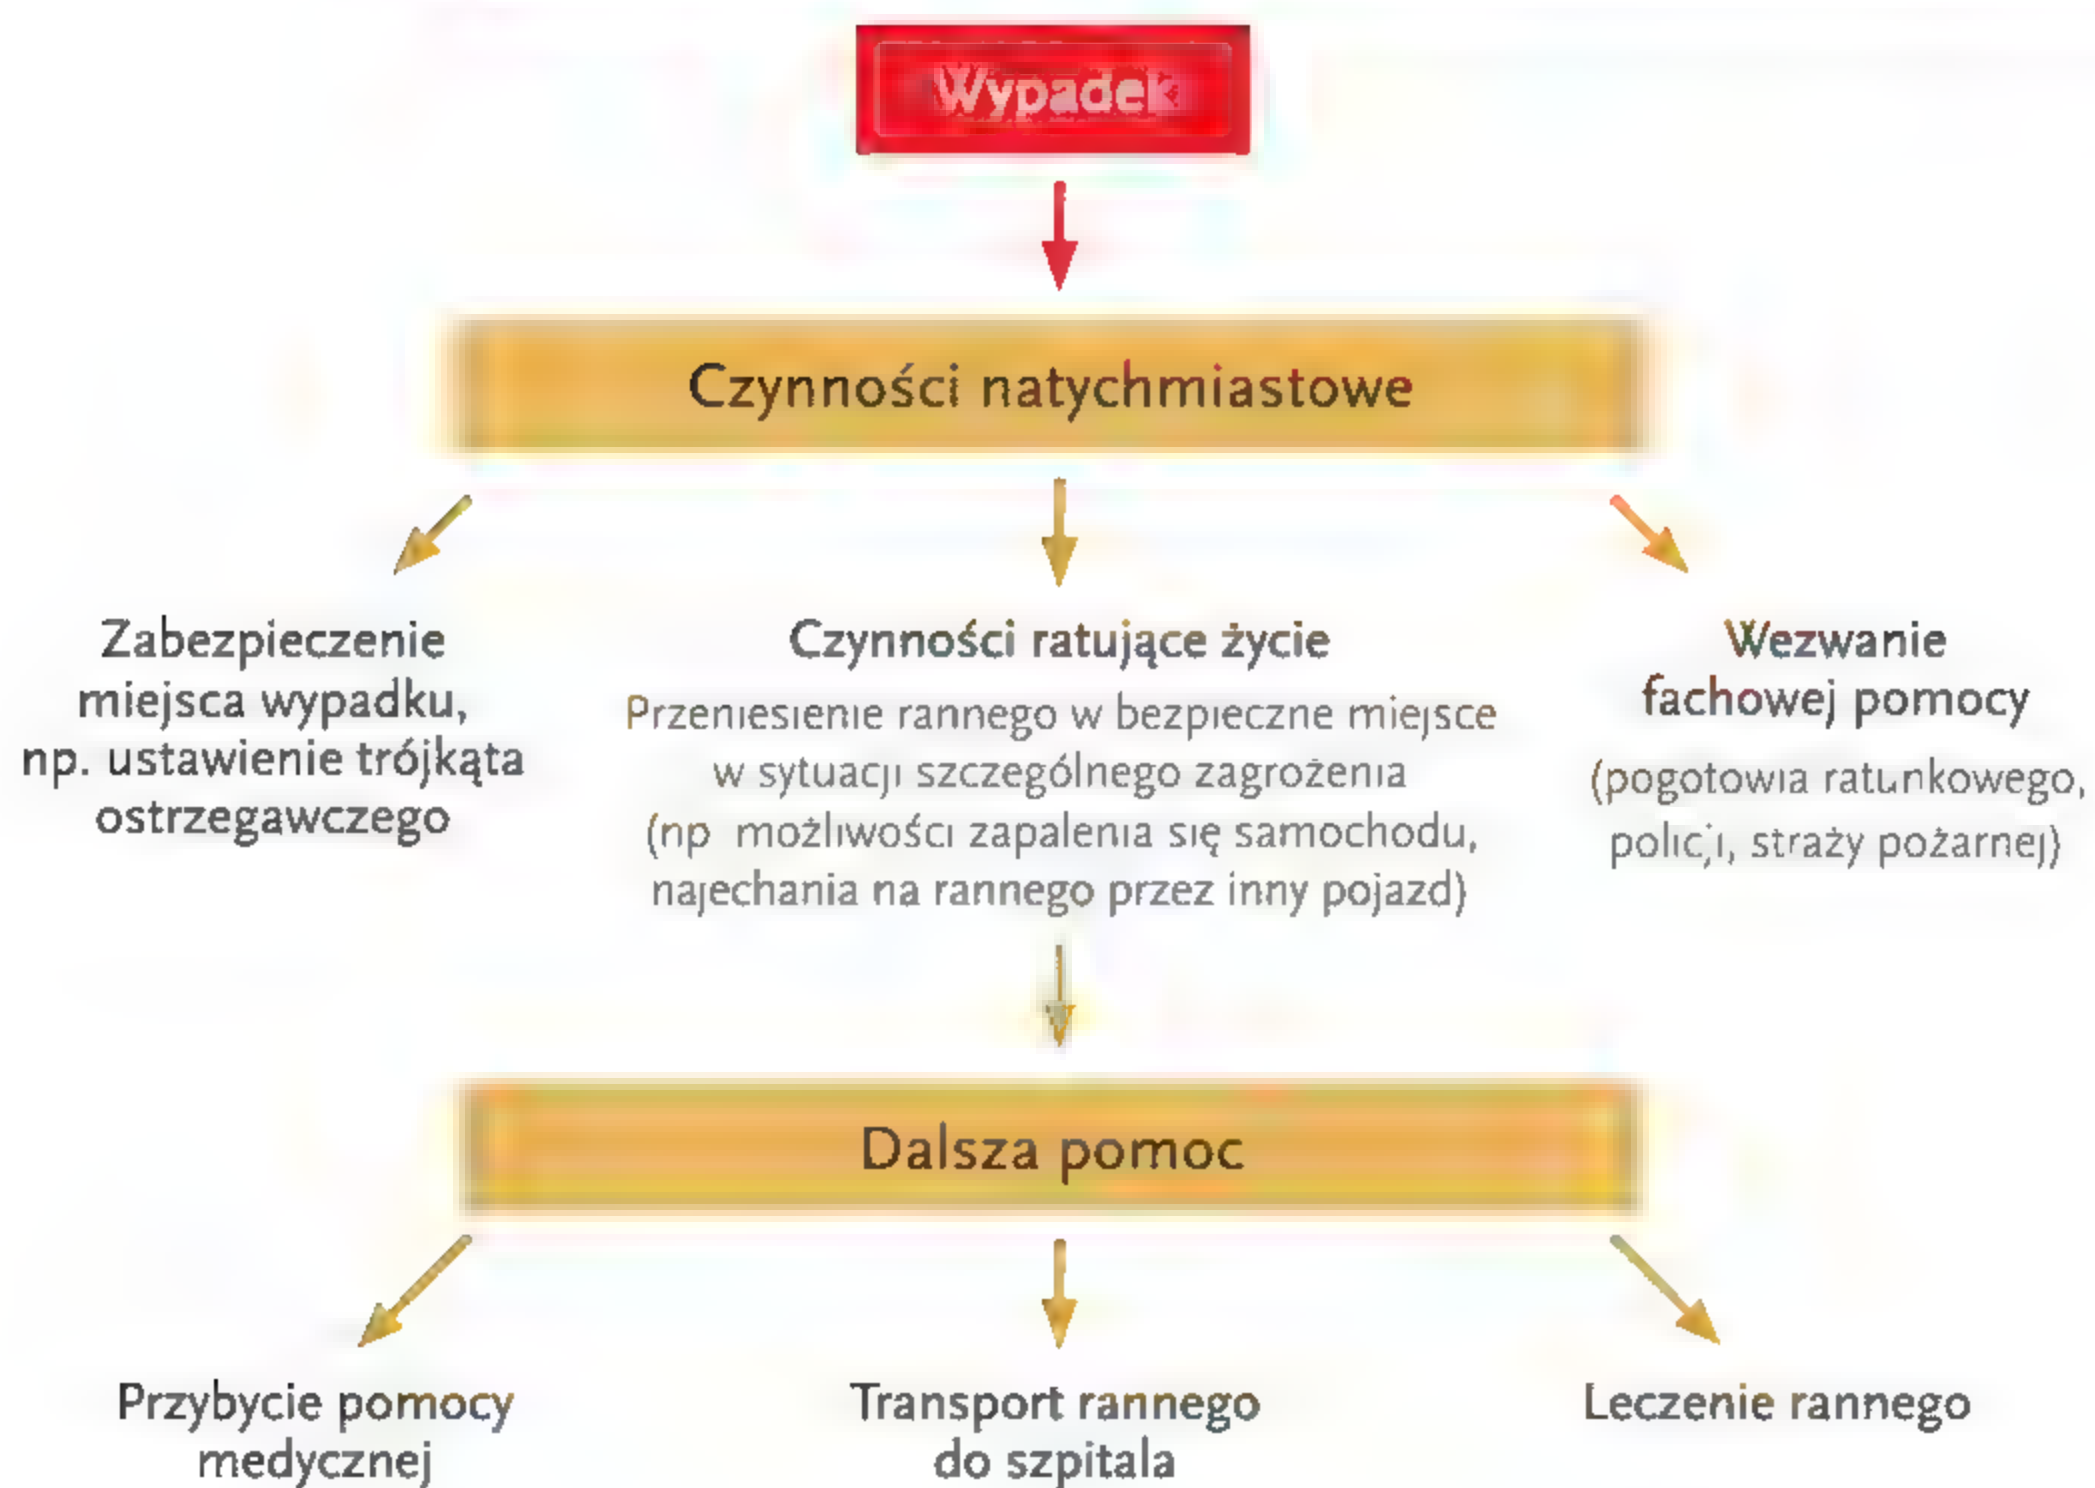 Wypadek
Czynności natychmiastowe
Zabezpieczenie
miejsca wypadku,
np. ustawienie trójkąta
ostrzegawczego
Czynności ratujące życie
Przeniesienie rannego w bezpieczne miejsce
w sytuacji szczególnego zagrożenia
(np możliwości zapalenia się samochodu,
najechania na rannego przez inny pojazd)
Wezwanie
fachowej pomocy
(pogotowia ratunkowego,
policji, straży pożarnej)
Dalsza pomoc
Przybycie pomocy
medycznej
Transport rannego
do szpitala
Leczenie rannego